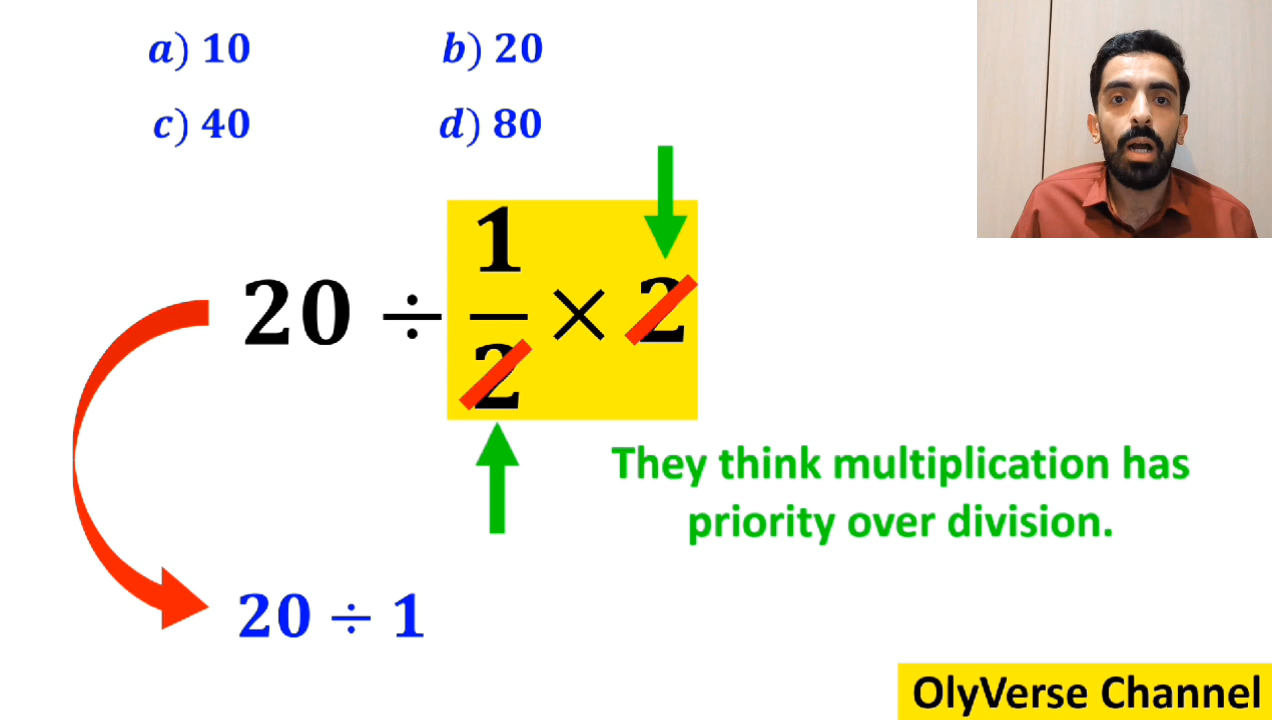 a) 10 b) 20
c) 40 d) 80
20 ÷ 1/2 × 2
They think multiplication has
priority over division.
20 ÷ 1
OlyVerse Channel